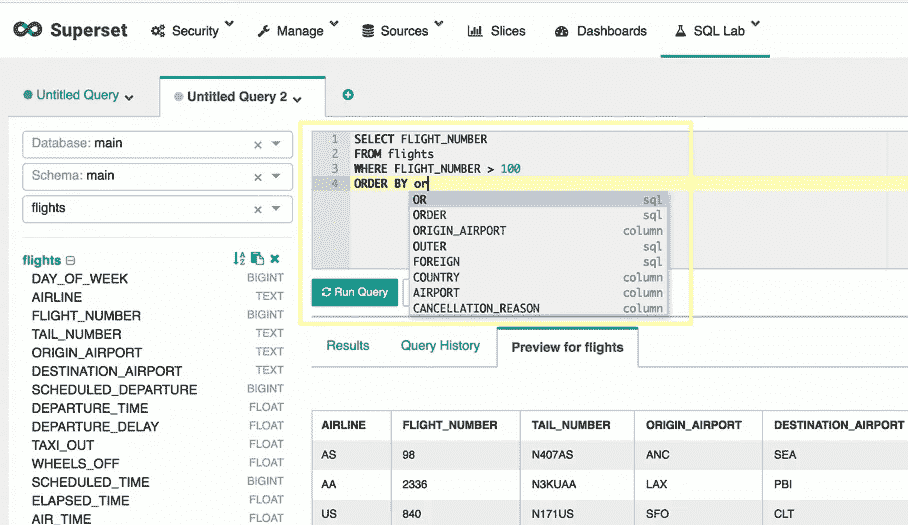 Superset Security Manage Sources Slices Dashboards SQL Lab
Untitled Query Untitled Query 2
Database: main
Schema: main
flights
flights
DAY_OF_WEEK BIGINT
AIRLINE TEXT
FLIGHT_NUMBER BIGINT
TAIL_NUMBER TEXT
ORIGIN_AIRPORT TEXT
DESTINATION_AIRPORT TEXT
SCHEDULED_DEPARTURE BIGINT
DEPARTURE_TIME FLOAT
DEPARTURE_DELAY FLOAT
TAXI_OUT FLOAT
WHEELS_OFF FLOAT
SCHEDULED_TIME BIGINT
ELAPSED_TIME FLOAT
AIR_TIME FLOAT
1 SELECT FLIGHT_NUMBER
2 FROM flights
3 WHERE FLIGHT_NUMBER > 100
4 ORDER BY or
OR sql
ORDER sql
ORIGIN_AIRPORT column
OUTER sql
FOREIGN sql
COUNTRY column
AIRPORT column
CANCELLATION_REASON column
Run Query
Results Query History Preview for flights
AIRLINE FLIGHT_NUMBER TAIL_NUMBER ORIGIN_AIRPORT DESTINATION_AIRPORT
AS 98 N407AS ANC SEA
AA 2336 N3KUAA LAX PBI
US 840 N171US SFO CLT